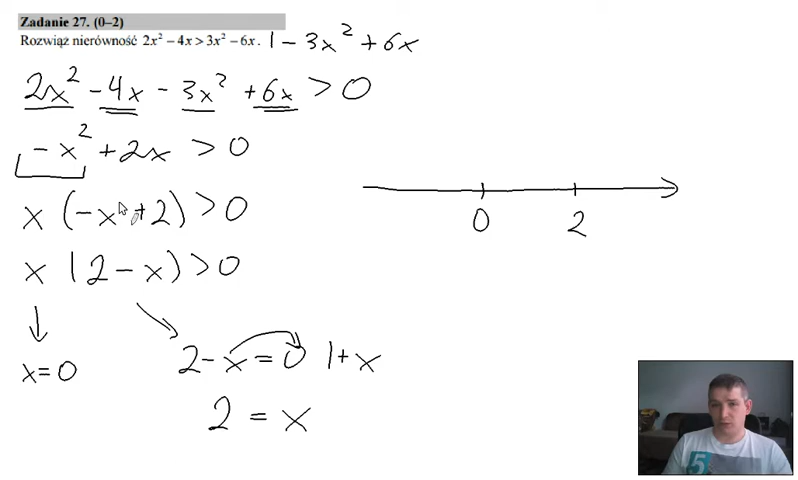 Zadanie 27. (0–2)
Rozwiąż nierówność 2x² – 4x > 3x² – 6x. | – 3x² + 6x
2x² – 4x – 3x² + 6x > 0
– x² + 2x > 0
x (–x + 2) > 0
x (2 – x) > 0
0 2
x = 0
2 – x = 0 | + x
2 = x
5